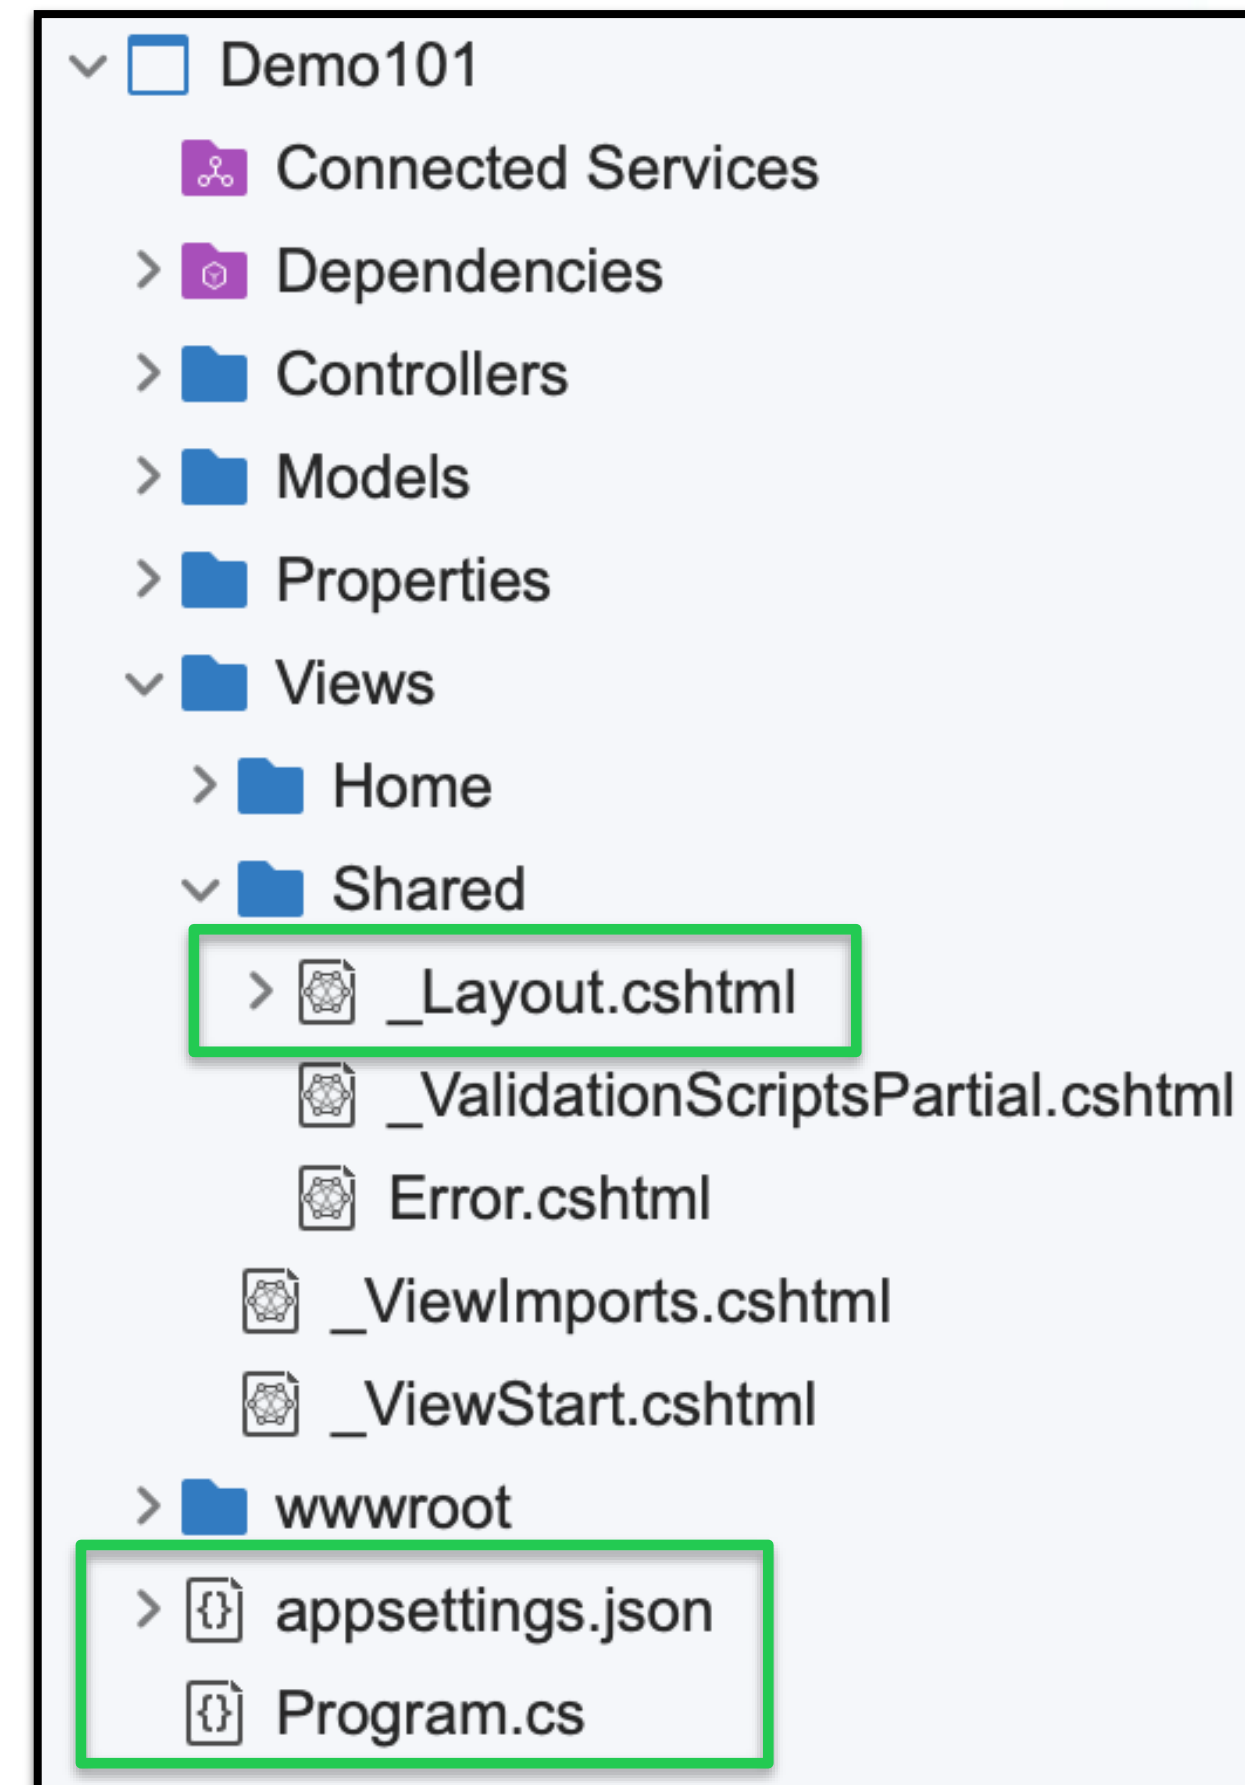 Demo101
Connected Services
Dependencies
Controllers
Models
Properties
Views
Home
Shared
_Layout.cshtml
_ValidationScriptsPartial.cshtml
Error.cshtml
_ViewImports.cshtml
_ViewStart.cshtml
wwwroot
appsettings.json
Program.cs